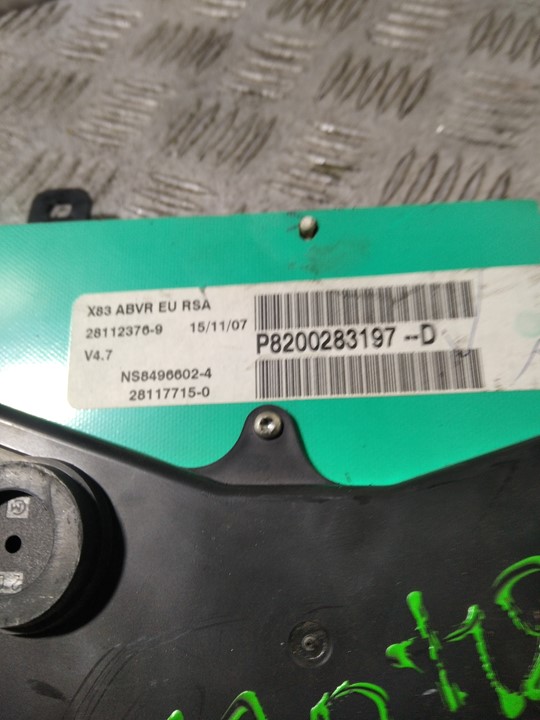 X83 ABVR EU RSA
28112376-9 15/11/07
V4.7
P8200283197--D
NS8496602-4
28117715-0